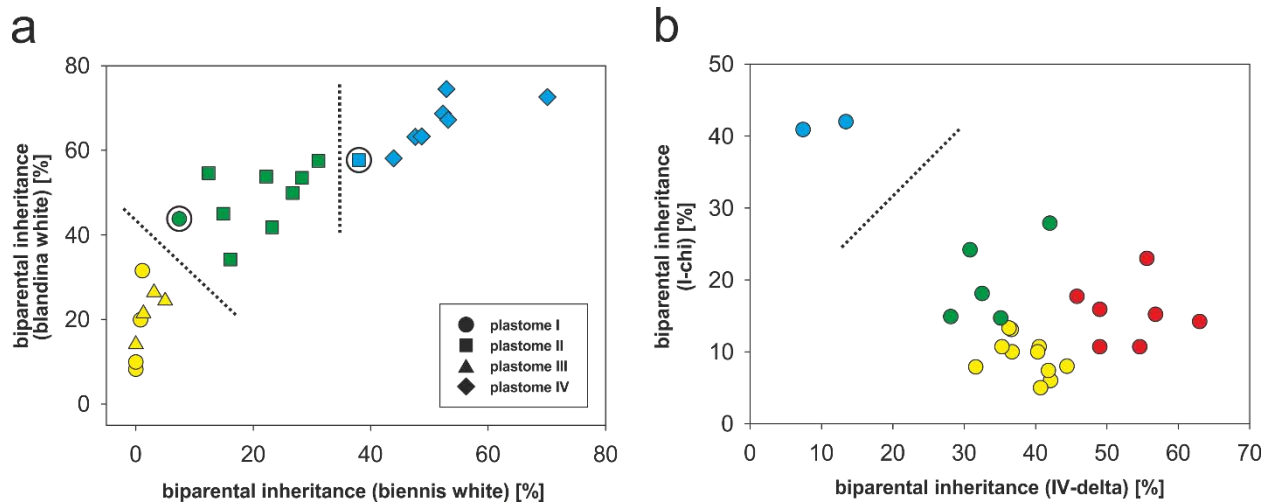 a
biparental inheritance
(blandina white) [%]
80
60
40
20
0
0 20 40 60 80
biparental inheritance (biennis white) [%]
plastome I
plastome II
plastome III
plastome IV
b
biparental inheritance
(I-chi) [%]
50
40
30
20
10
0
0 10 20 30 40 50 60 70
biparental inheritance (IV-delta) [%]